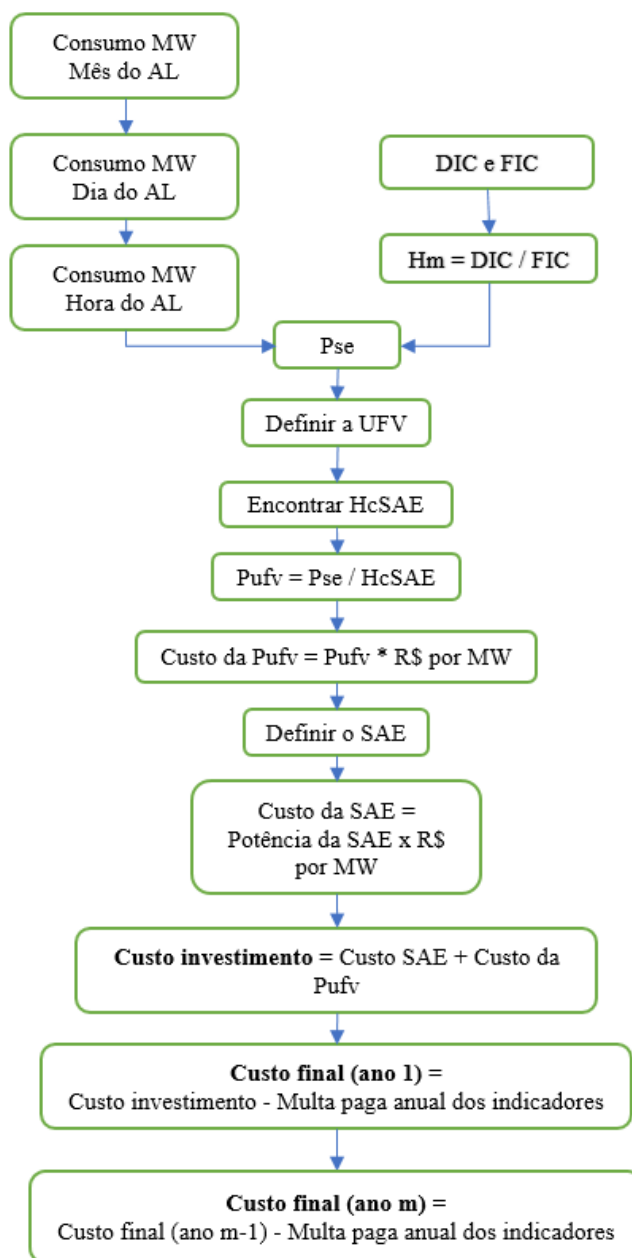 Consumo MW
Mês do AL
Consumo MW
Dia do AL
Consumo MW
Hora do AL
DIC e FIC
Hm = DIC / FIC
Pse
Definir a UFV
Encontrar HcSAE
Pufv = Pse / HcSAE
Custo da Pufv = Pufv * R$ por MW
Definir o SAE
Custo da SAE =
Potência da SAE x R$
por MW
Custo investimento = Custo SAE + Custo da
Pufv
Custo final (ano 1) =
Custo investimento - Multa paga anual dos indicadores
Custo final (ano m) =
Custo final (ano m-1) - Multa paga anual dos indicadores